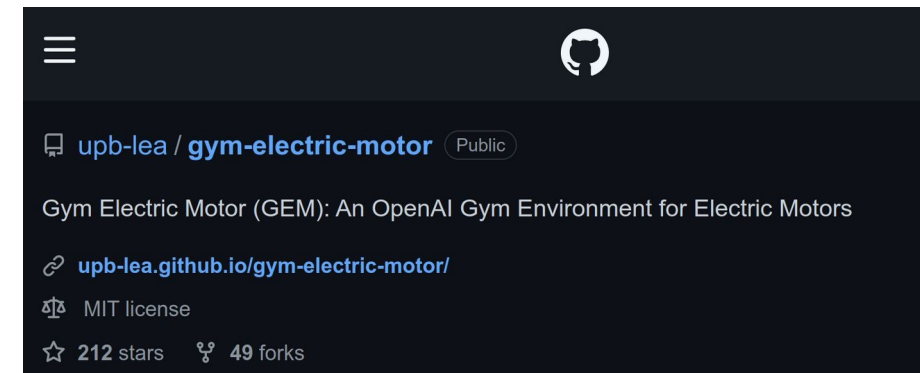 upb-lea / gym-electric-motor Public
Gym Electric Motor (GEM): An OpenAI Gym Environment for Electric Motors
upb-lea.github.io/gym-electric-motor/
MIT license
212 stars 49 forks